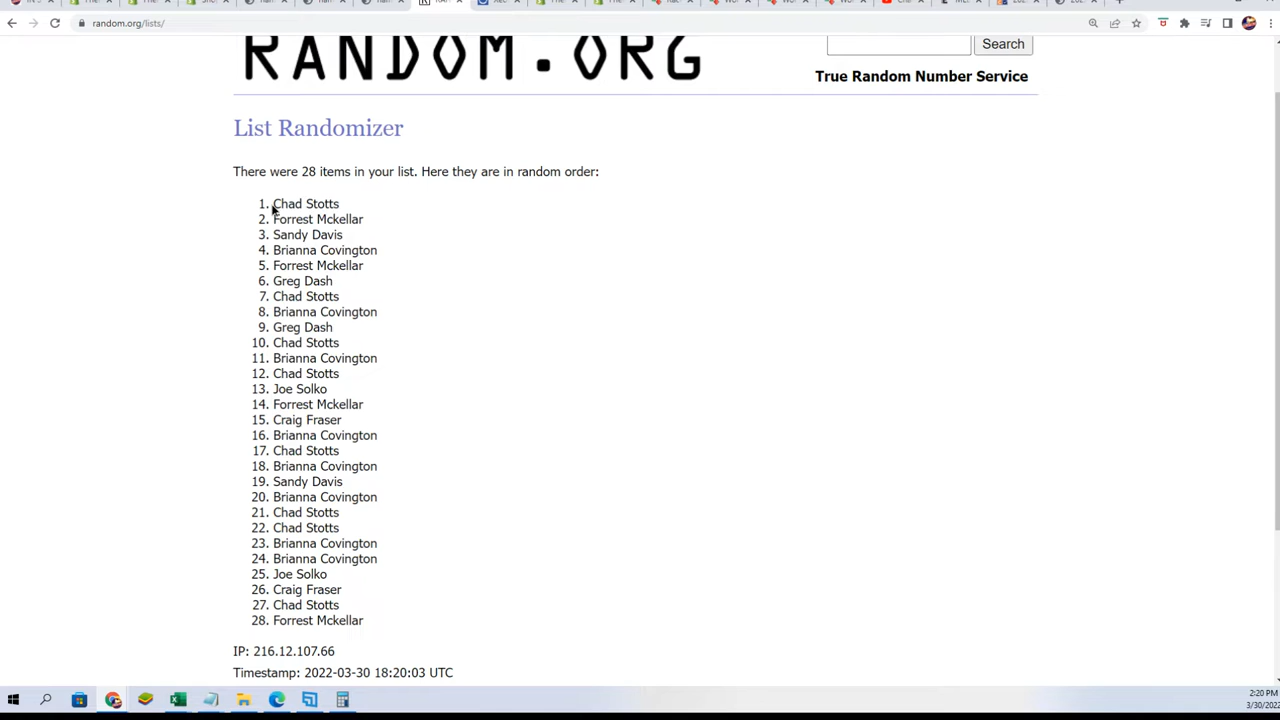 random.org/lists/
RANDOM.ORG
Search
True Random Number Service
List Randomizer
There were 28 items in your list. Here they are in random order:
1. Chad Stotts
2. Forrest Mckellar
3. Sandy Davis
4. Brianna Covington
5. Forrest Mckellar
6. Greg Dash
7. Chad Stotts
8. Brianna Covington
9. Greg Dash
10. Chad Stotts
11. Brianna Covington
12. Chad Stotts
13. Joe Solko
14. Forrest Mckellar
15. Craig Fraser
16. Brianna Covington
17. Chad Stotts
18. Brianna Covington
19. Sandy Davis
20. Brianna Covington
21. Chad Stotts
22. Chad Stotts
23. Brianna Covington
24. Brianna Covington
25. Joe Solko
26. Craig Fraser
27. Chad Stotts
28. Forrest Mckellar
IP: 216.12.107.66
Timestamp: 2022-03-30 18:20:03 UTC
2:20 PM